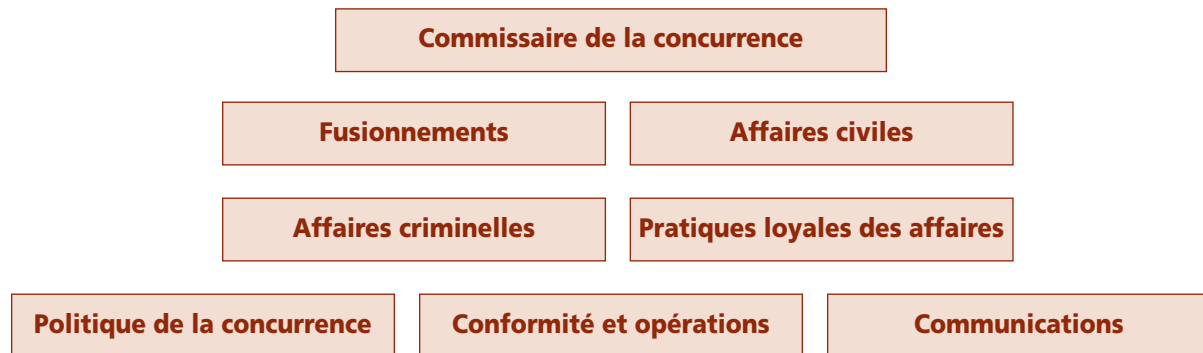 Commissaire de la concurrence
Fusionnements
Affaires civiles
Affaires criminelles
Pratiques loyales des affaires
Politique de la concurrence
Conformité et opérations
Communications